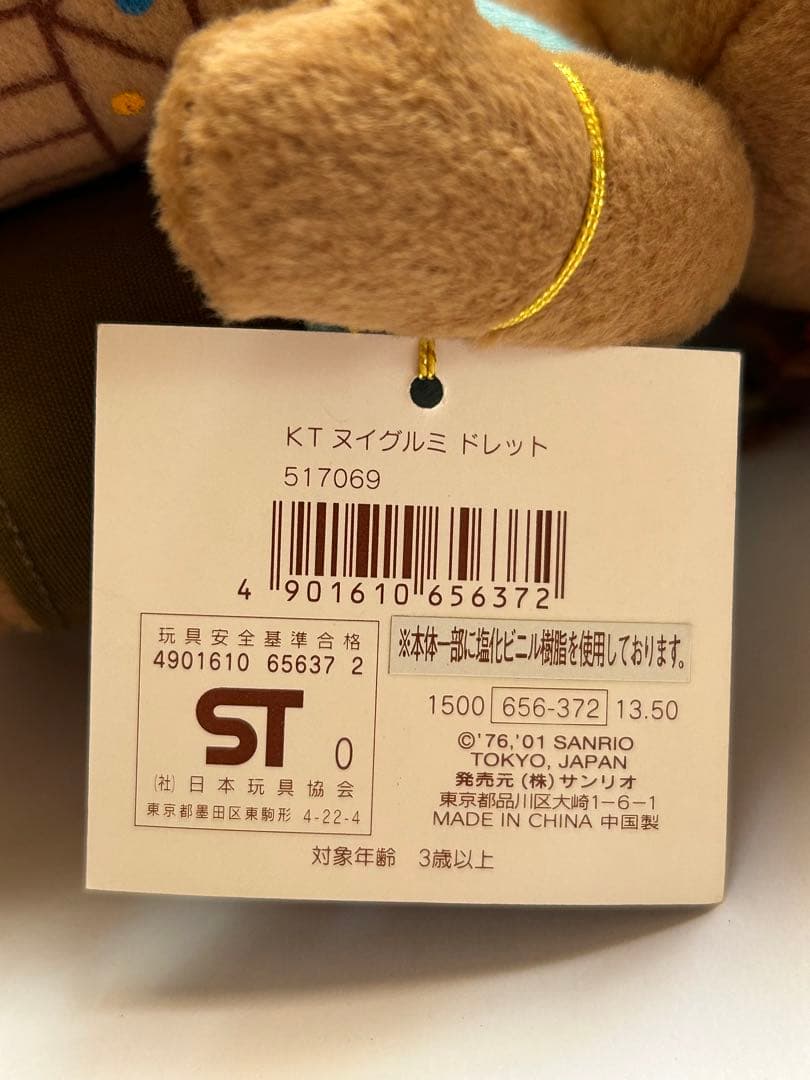 KT ヌイグルミ ドレット
517069
4 901610 656372
玩具安全基準合格
4901610 65637 2
ST 0
(社) 日本玩具協会
東京都墨田区東駒形 4-22-4
※本体一部に塩化ビニル樹脂を使用しております。
1500 656-372 13.50
©'76,'01 SANRIO
TOKYO, JAPAN
発売元 (株) サンリオ
東京都品川区大崎1-6-1
MADE IN CHINA 中国製
対象年齢 3歳以上